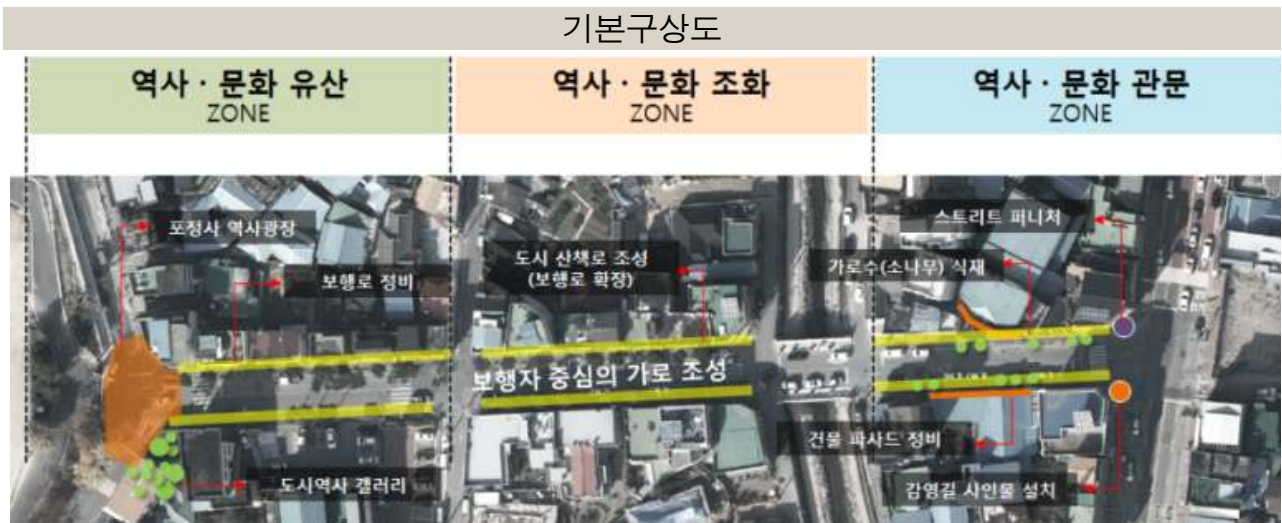 기본구상도
역사 · 문화 유산
ZONE
역사 · 문화 조화
ZONE
역사 · 문화 관문
ZONE
포정사 역사광장
보행로 정비
도시역사 갤러리
도시 산책로 조성
(보행로 확장)
보행자 중심의 가로 조성
스트리트 퍼니처
가로수(소나무) 식재
건물 파사드 정비
감영길 사인물 설치